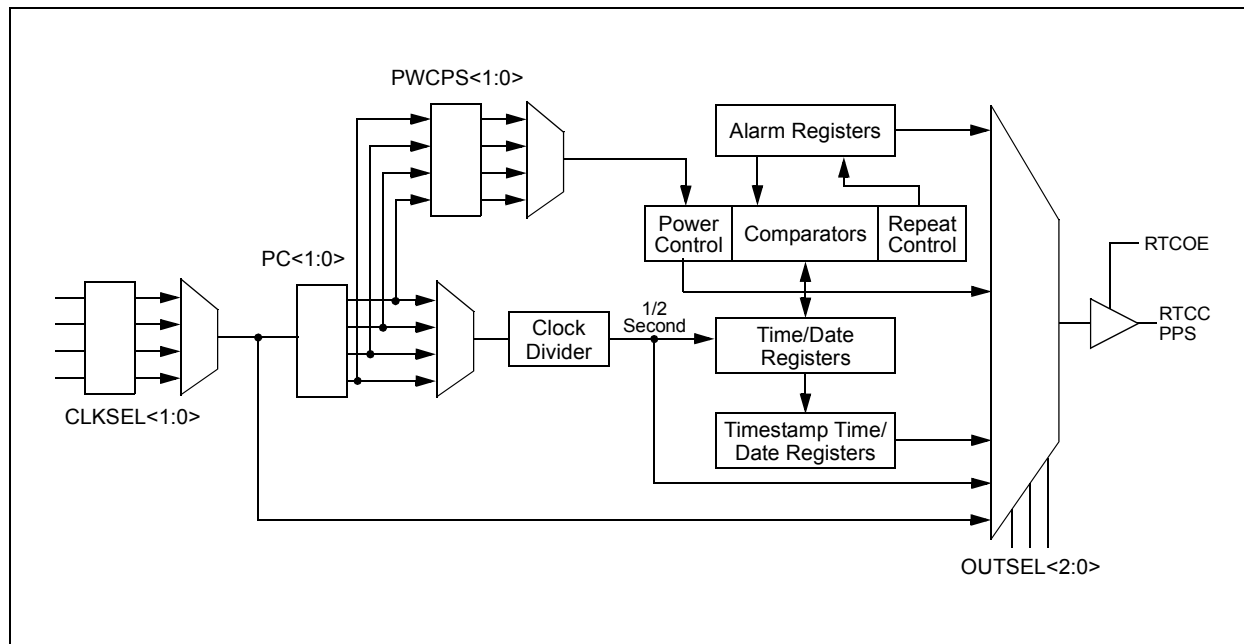 PWCPS<1:0>
Alarm Registers
Power
Control
Comparators
Repeat
Control
PC<1:0>
RTCOE
1/2
Second
Clock
Divider
Time/Date
Registers
RTCC
PPS
CLKSEL<1:0>
Timestamp Time/
Date Registers
OUTSEL<2:0>